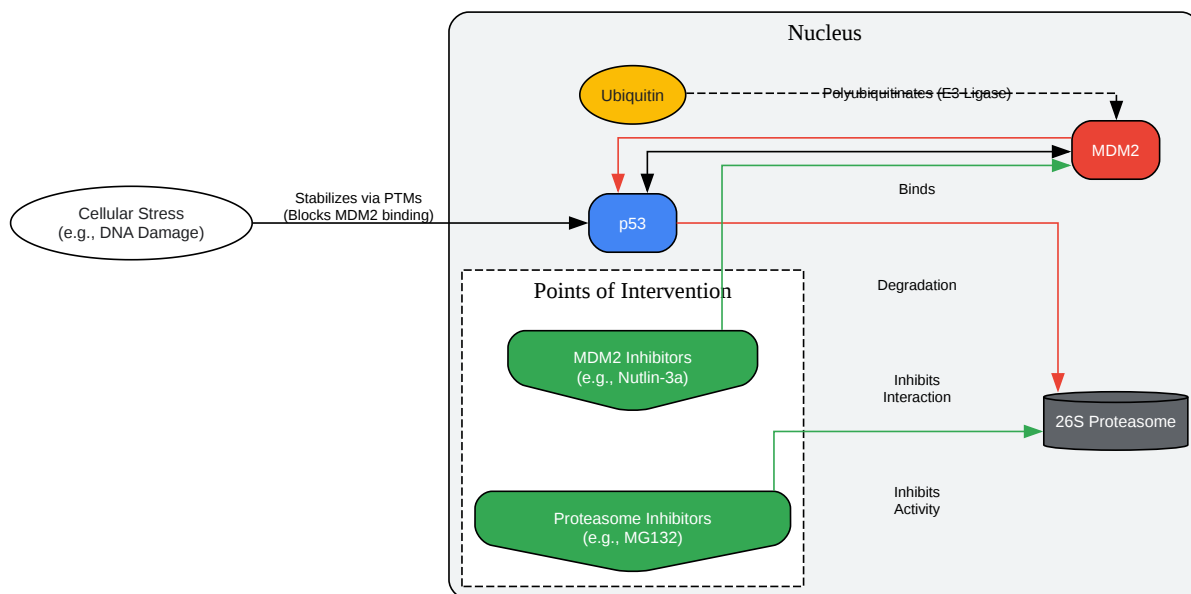 Nucleus
Ubiquitin
Polyubiquitinates (E3 Ligase)
MDM2
Binds
Stabilizes via PTMs
(Blocks MDM2 binding)
Cellular Stress
(e.g., DNA Damage)
p53
Degradation
Points of Intervention
MDM2 Inhibitors
(e.g., Nutlin-3a)
Inhibits
Interaction
26S Proteasome
Inhibits
Activity
Proteasome Inhibitors
(e.g., MG132)